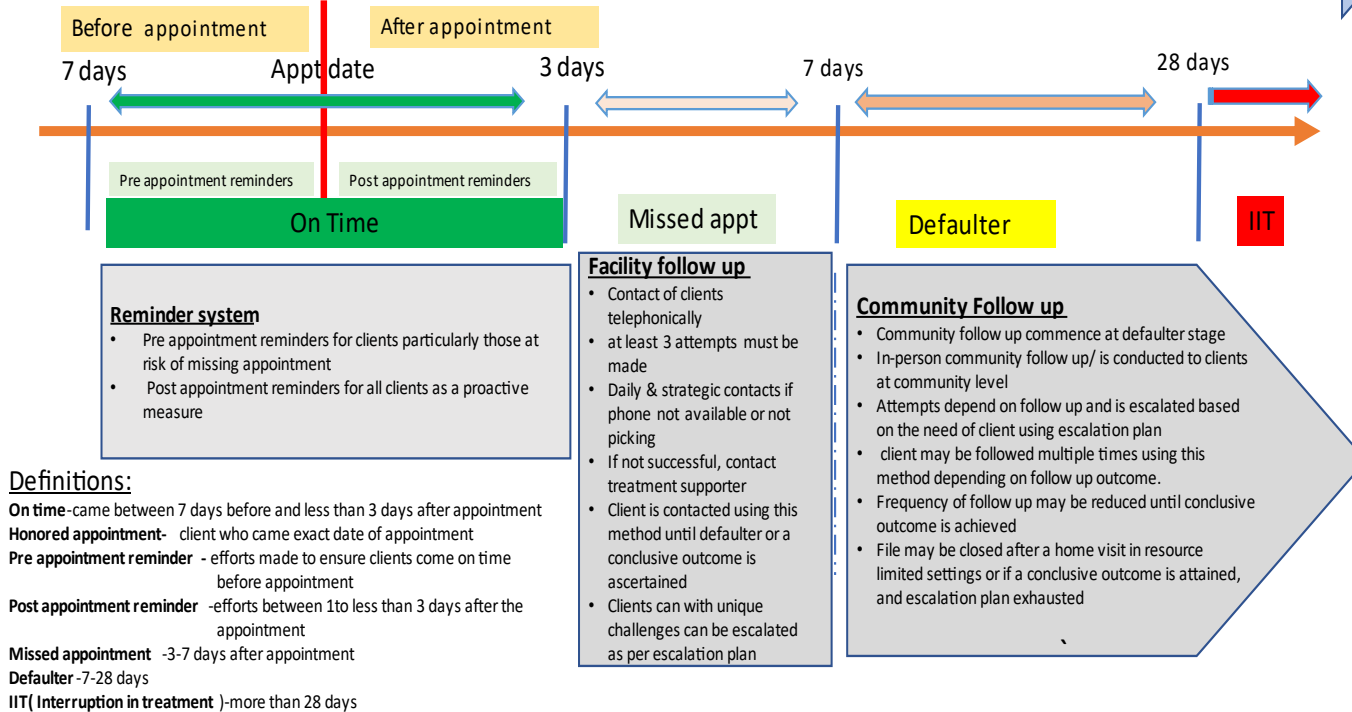 Before appointment
After appointment
7 days
Appt date
3 days
7 days
28 days
Pre appointment reminders
Post appointment reminders
On Time
Missed appt
Defaulter
IIT
Reminder system
• Pre appointment reminders for clients particularly those at
risk of missing appointment
• Post appointment reminders for all clients as a proactive
measure
Facility follow up
• Contact of clients
telephonically
• at least 3 attempts must be
made
• Daily & strategic contacts if
phone not available or not
picking
• If not successful, contact
treatment supporter
• Client is contacted using this
method until defaulter or a
conclusive outcome is
ascertained
• Clients can with unique
challenges can be escalated
as per escalation plan
Community Follow up
• Community follow up commence at defaulter stage
• In-person community follow up/ is conducted to clients
at community level
• Attempts depend on follow up and is escalated based
on the need of client using escalation plan
• client may be followed multiple times using this
method depending on follow up outcome.
• Frequency of follow up may be reduced until conclusive
outcome is achieved
• File may be closed after a home visit in resource
limited settings or if a conclusive outcome is attained,
and escalation plan exhausted
`
Definitions:
On time-came between 7 days before and less than 3 days after appointment
Honored appointment- client who came exact date of appointment
Pre appointment reminder - efforts made to ensure clients come on time
before appointment
Post appointment reminder -efforts between 1to less than 3 days after the
appointment
Missed appointment -3-7 days after appointment
Defaulter-7-28 days
IIT( Interruption in treatment )-more than 28 days